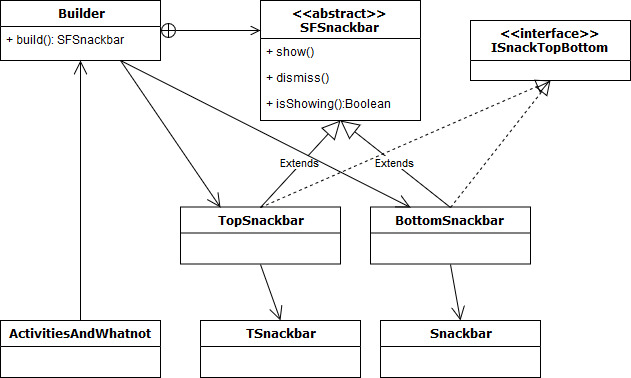 Builder
+ build(): SFSnackbar
<<abstract>>
SFSnackbar
+ show()
+ dismiss()
+ isShowing():Boolean
<<interface>>
ISnackTopBottom
Extends
Extends
TopSnackbar
BottomSnackbar
ActivitiesAndWhatnot
TSnackbar
Snackbar